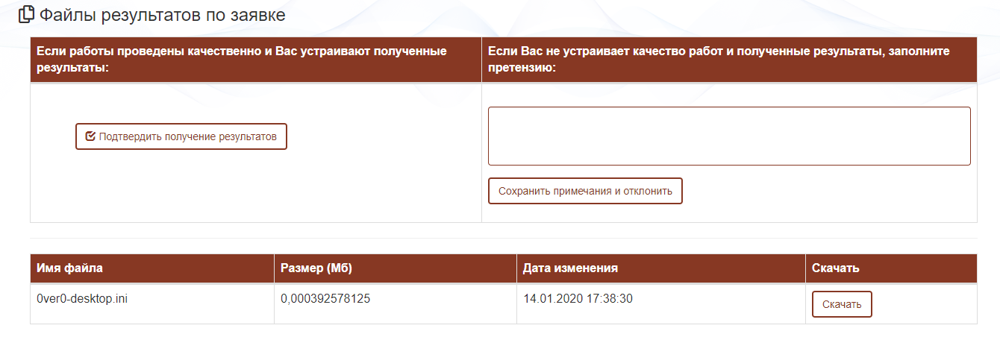 Файлы результатов по заявке
Если работы проведены качественно и Вас устраивают полученные
результаты:
Если Вас не устраивает качество работ и полученные результаты, заполните
претензию:
Подтвердить получение результатов
Сохранить примечания и отклонить
Имя файла Размер (Мб) Дата изменения Скачать
0ver0-desktop.ini 0,000392578125 14.01.2020 17:38:30 Скачать